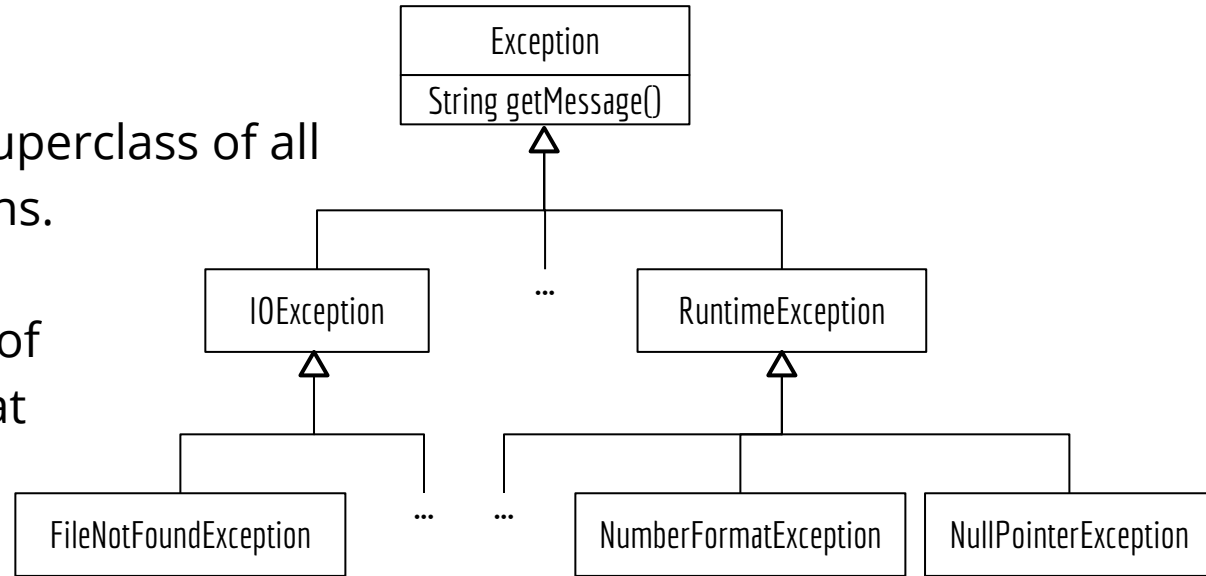 Exception
String getMessage()
uperclass of all
ns.
IOException
...
RuntimeException
of
at
FileNotFoundException
...
...
NumberFormatException
NullPointerException